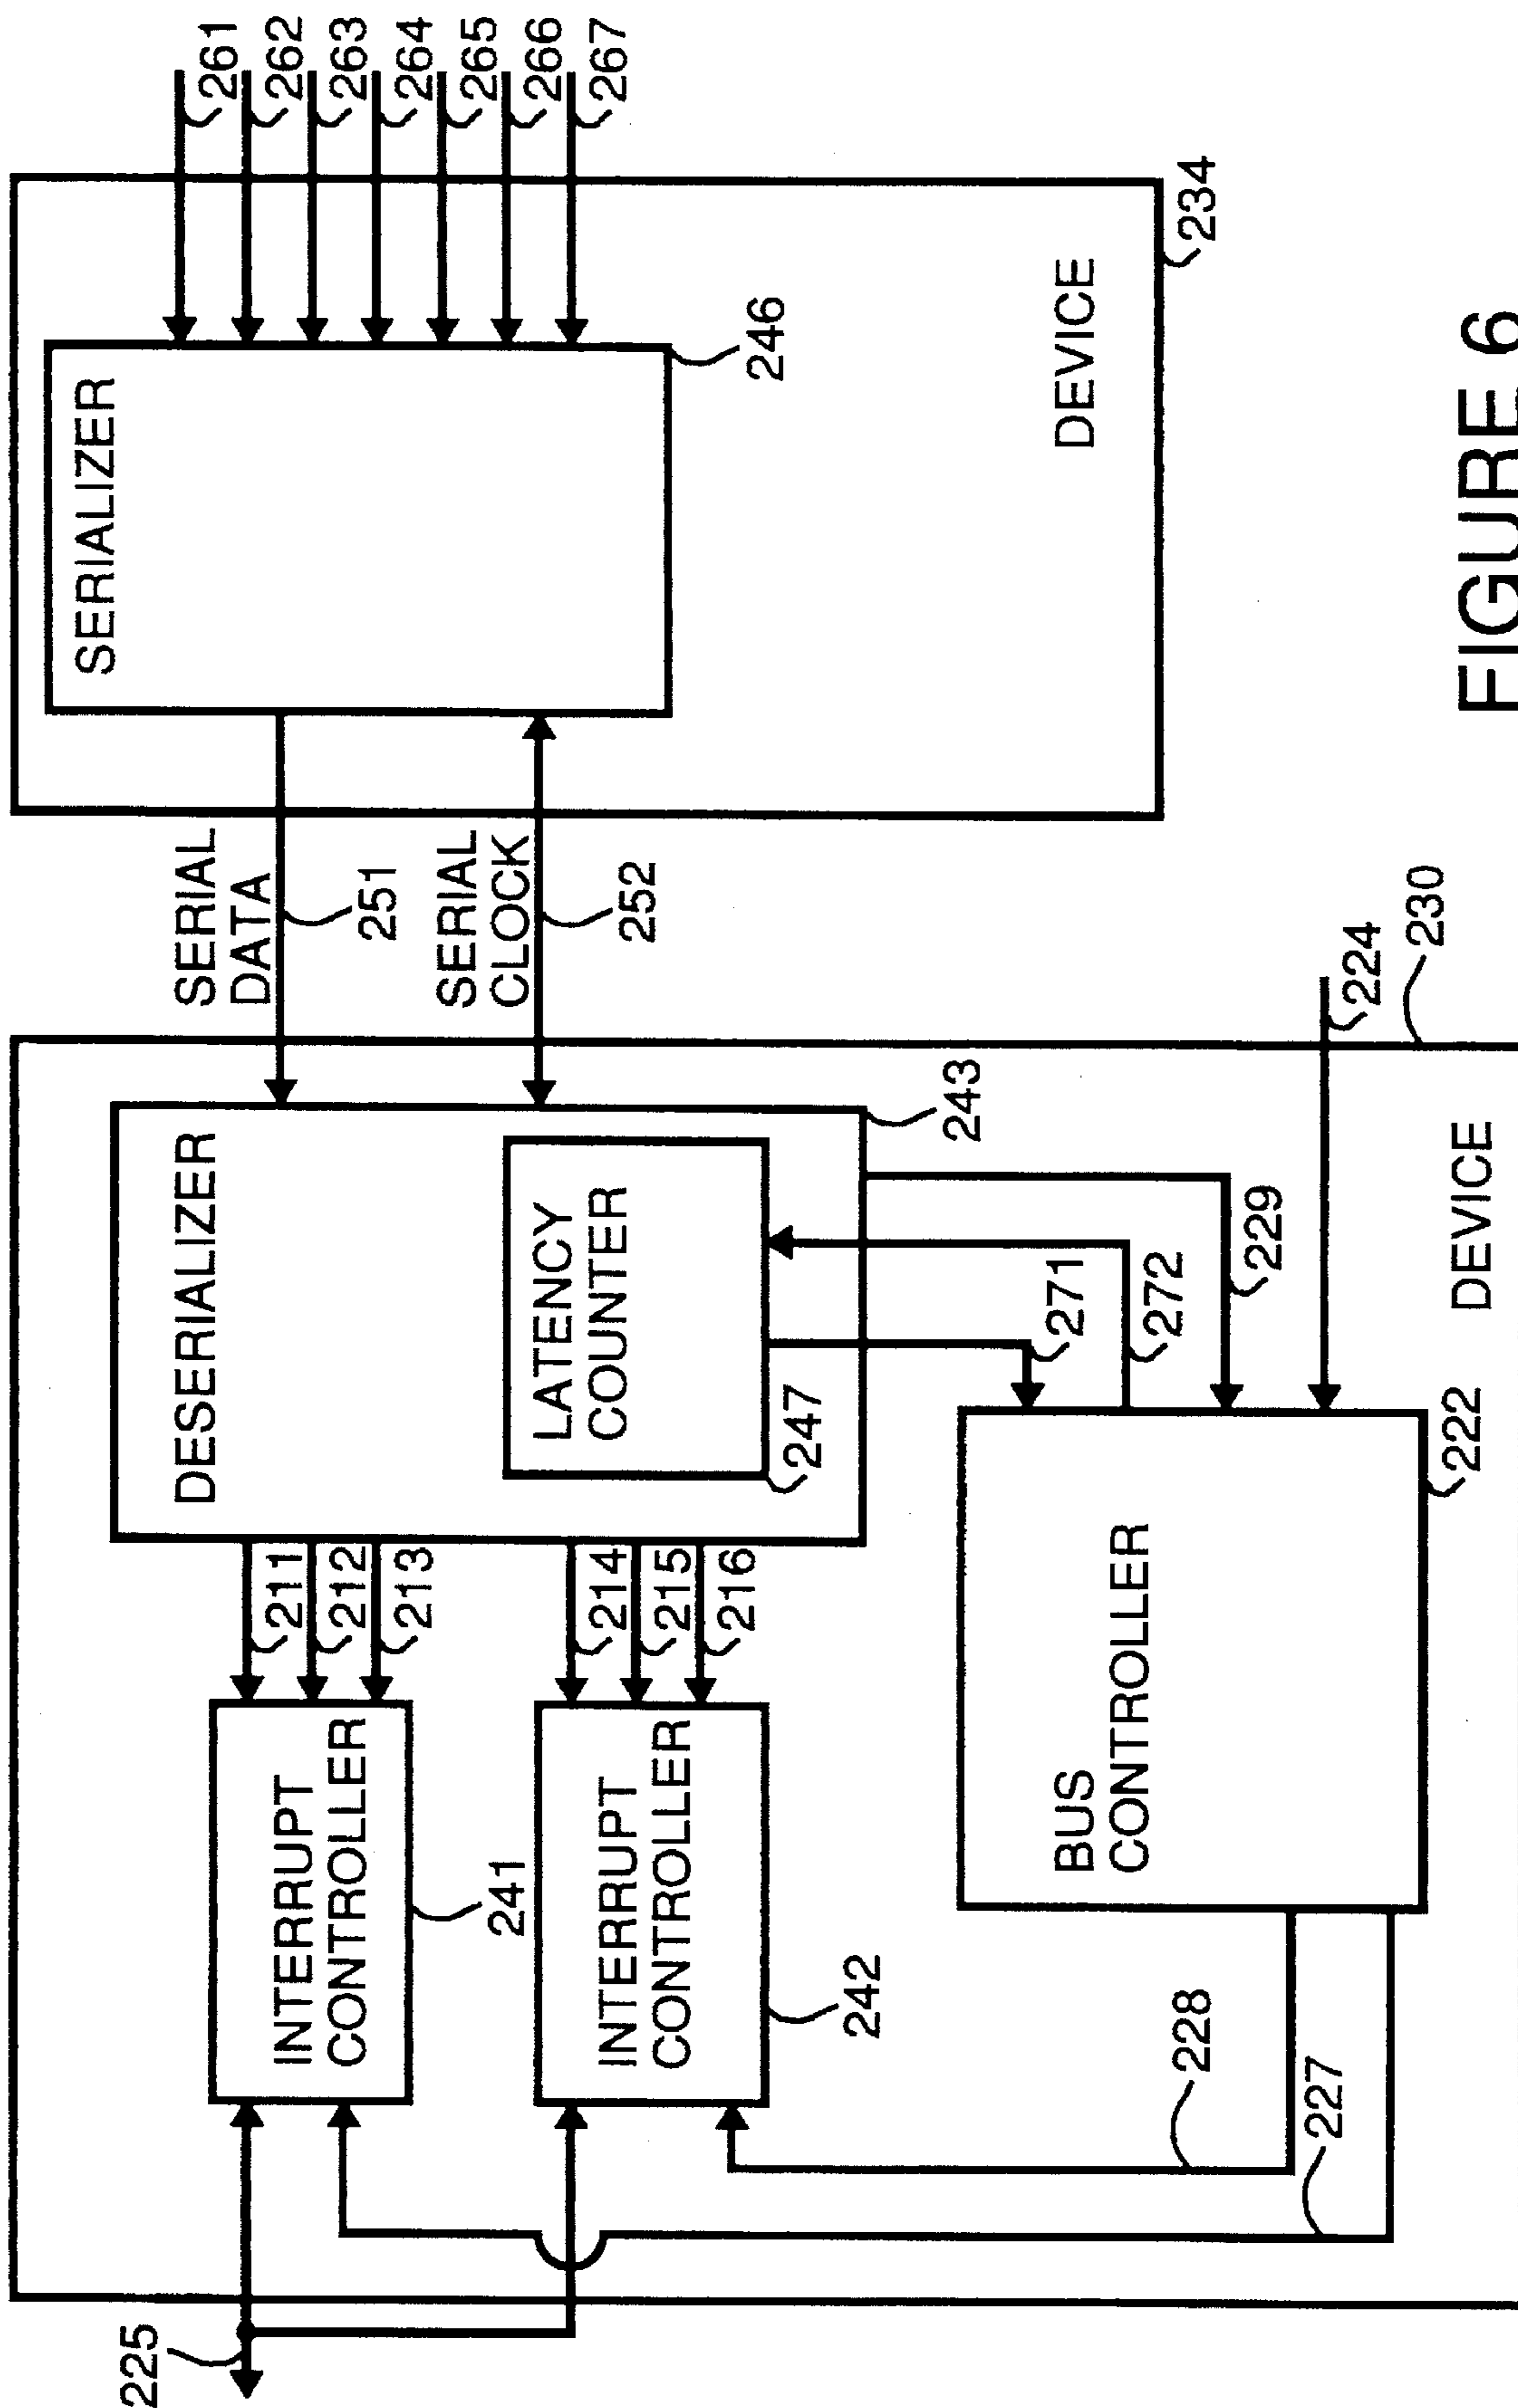 225
INTERRUPT
CONTROLLER
241
211
212
213
INTERRUPT
CONTROLLER
242
214
215
216
DESERIALIZER
LATENCY
COUNTER
247
243
271
272
229
228
227
BUS
CONTROLLER
222
224
DEVICE
230
SERIAL
DATA
251
SERIAL
CLOCK
252
SERIALIZER
246
261
262
263
264
265
266
267
DEVICE
234
FIGURE 6